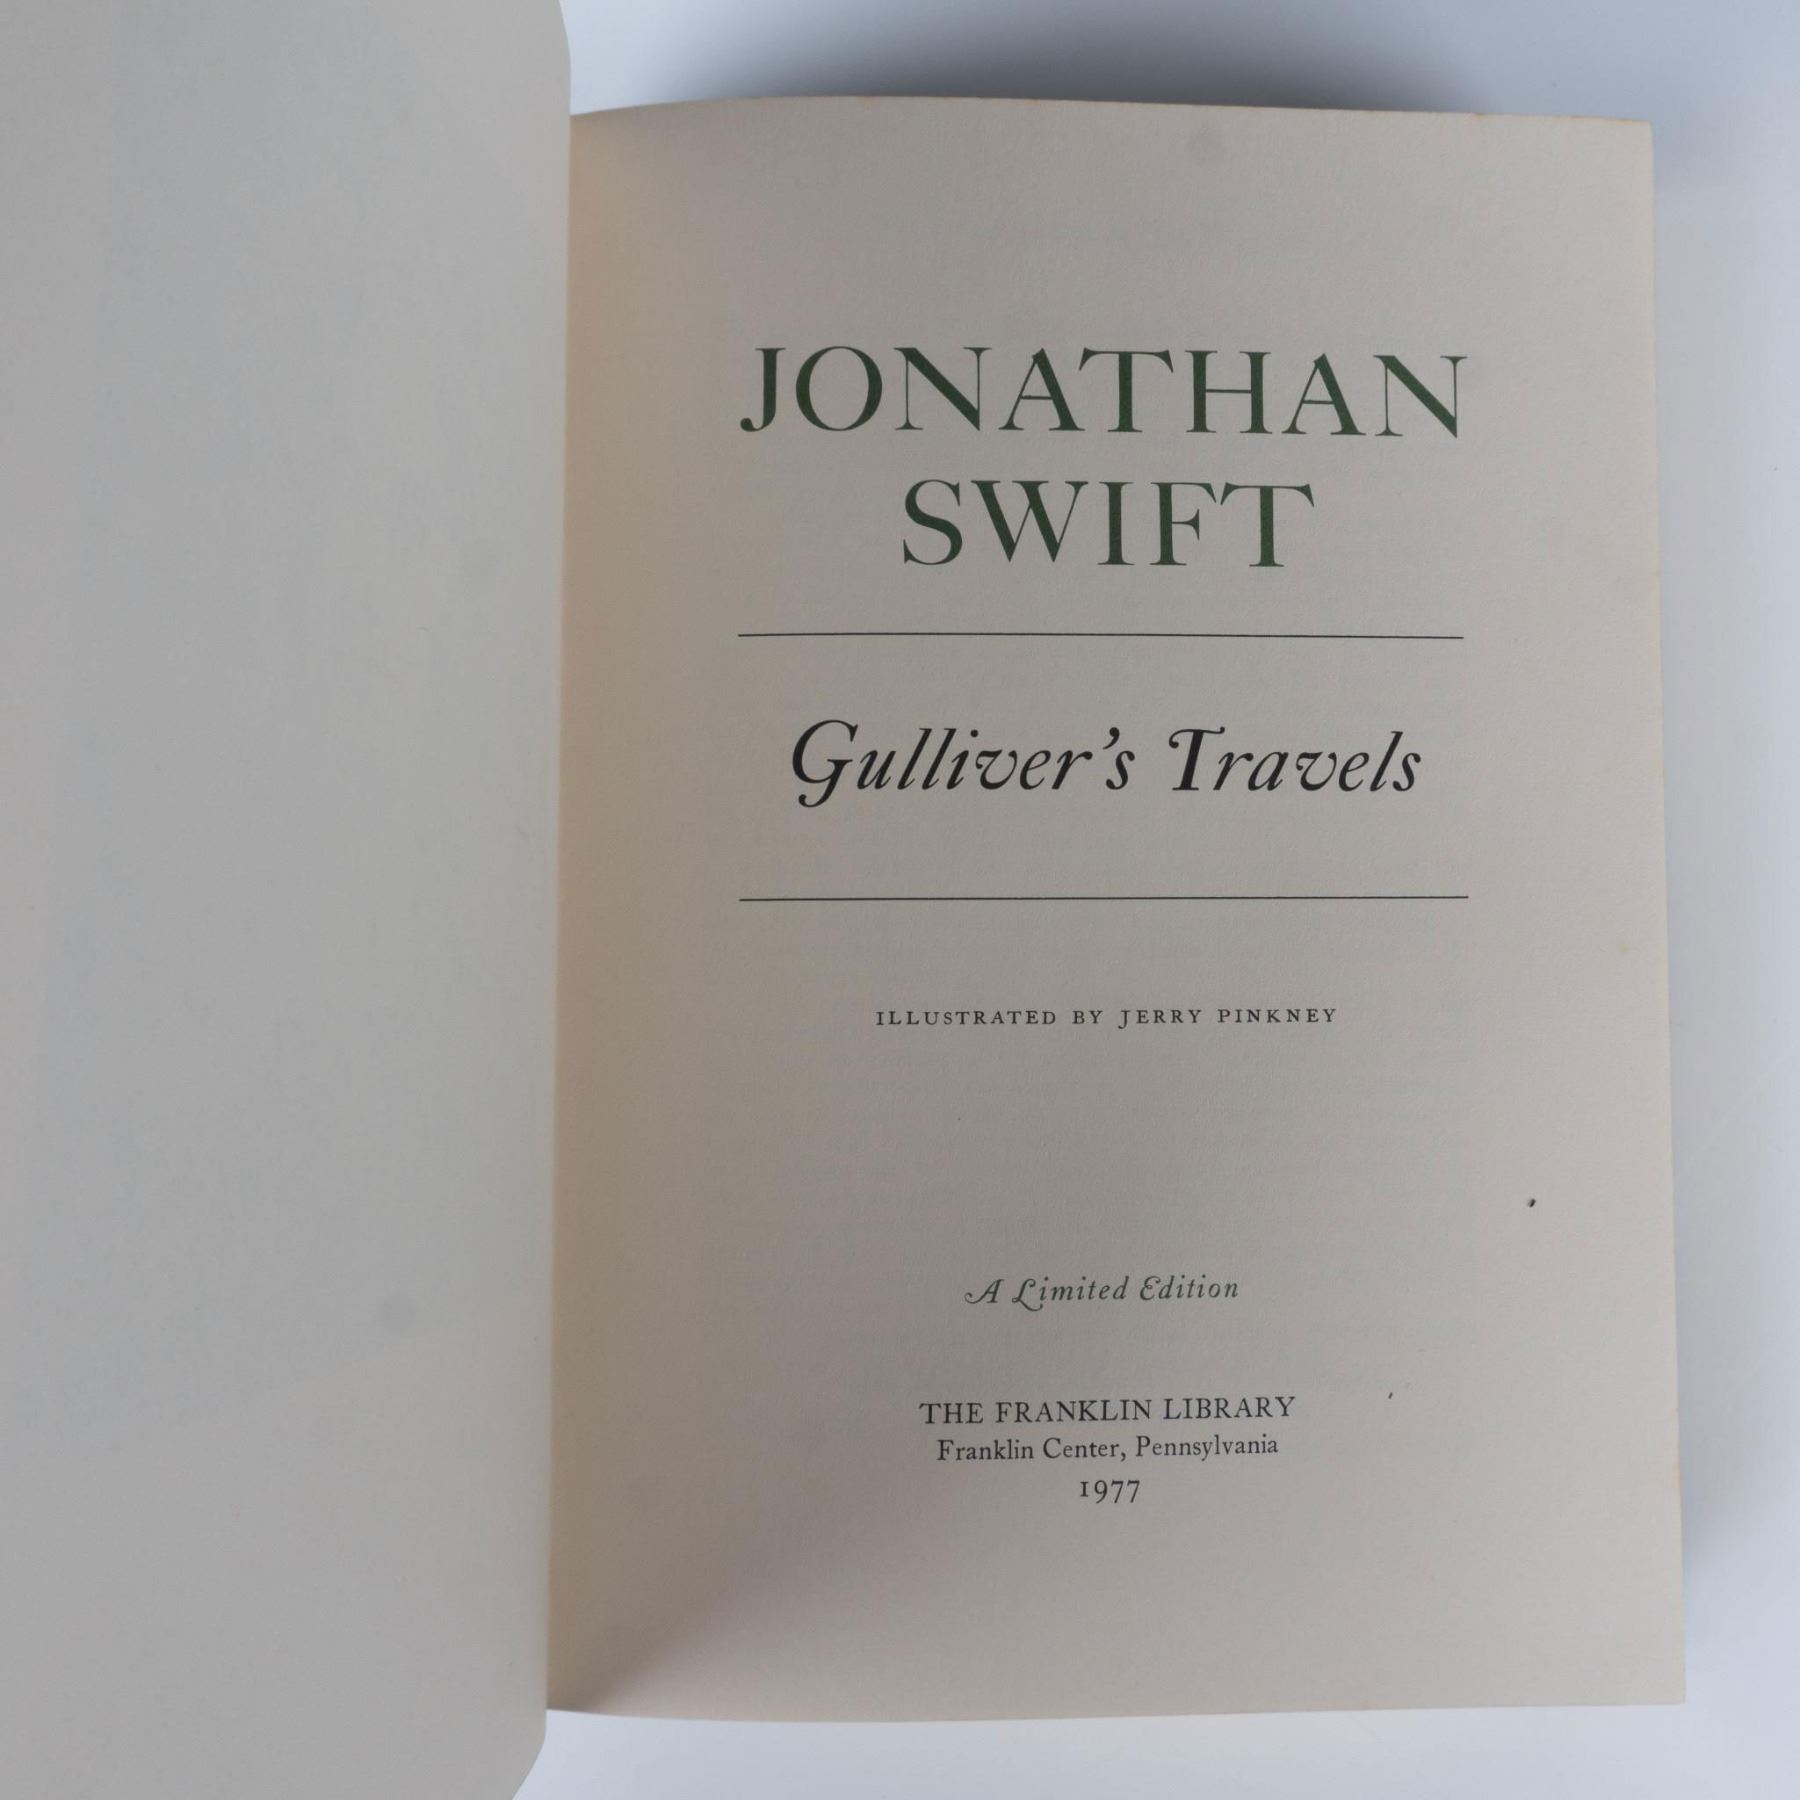 JONATHAN
SWIFT
Gulliver's Travels
ILLUSTRATED BY JERRY PINKNEY
A Limited Edition
THE FRANKLIN LIBRARY
Franklin Center, Pennsylvania
1977